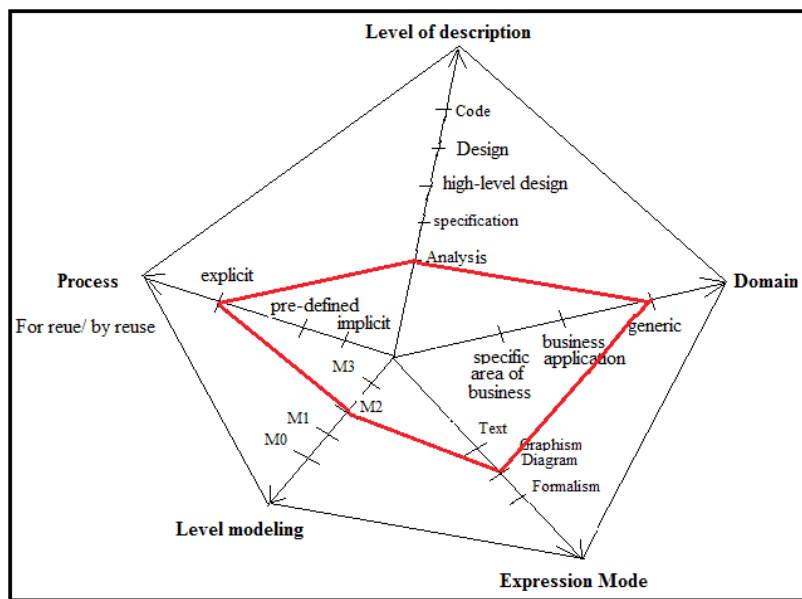 Level of description
Code
Design
high-level design
specification
Analysis
Process
explicit
Domain
For reue/ by reuse
pre-defined
implicit
generic
business
application
specific
area of
business
M3
M2
M1
M0
Text
Graphism
Diagram
Formalism
Level modeling
Expression Mode